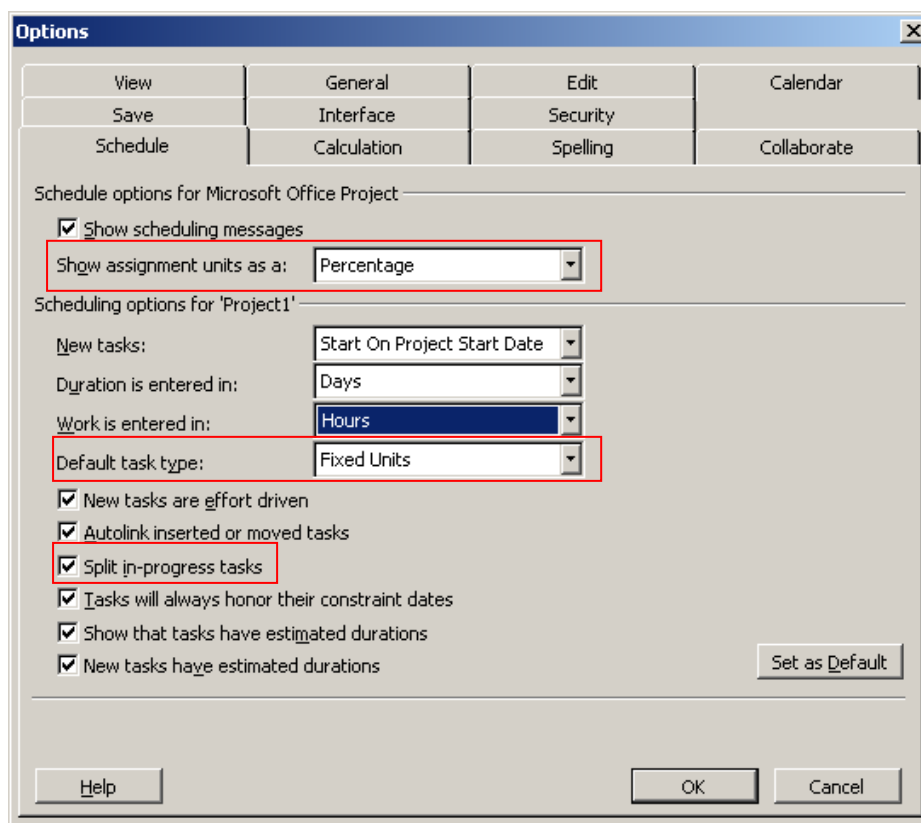 Options
View General Edit Calendar
Save Interface Security
Schedule Calculation Spelling Collaborate
Schedule options for Microsoft Office Project
Show scheduling messages
Show assignment units as a: Percentage
Scheduling options for 'Project1'
New tasks: Start On Project Start Date
Duration is entered in: Days
Work is entered in: Hours
Default task type: Fixed Units
New tasks are effort driven
Autolink inserted or moved tasks
Split in-progress tasks
Tasks will always honor their constraint dates
Show that tasks have estimated durations
New tasks have estimated durations
Set as Default
Help OK Cancel